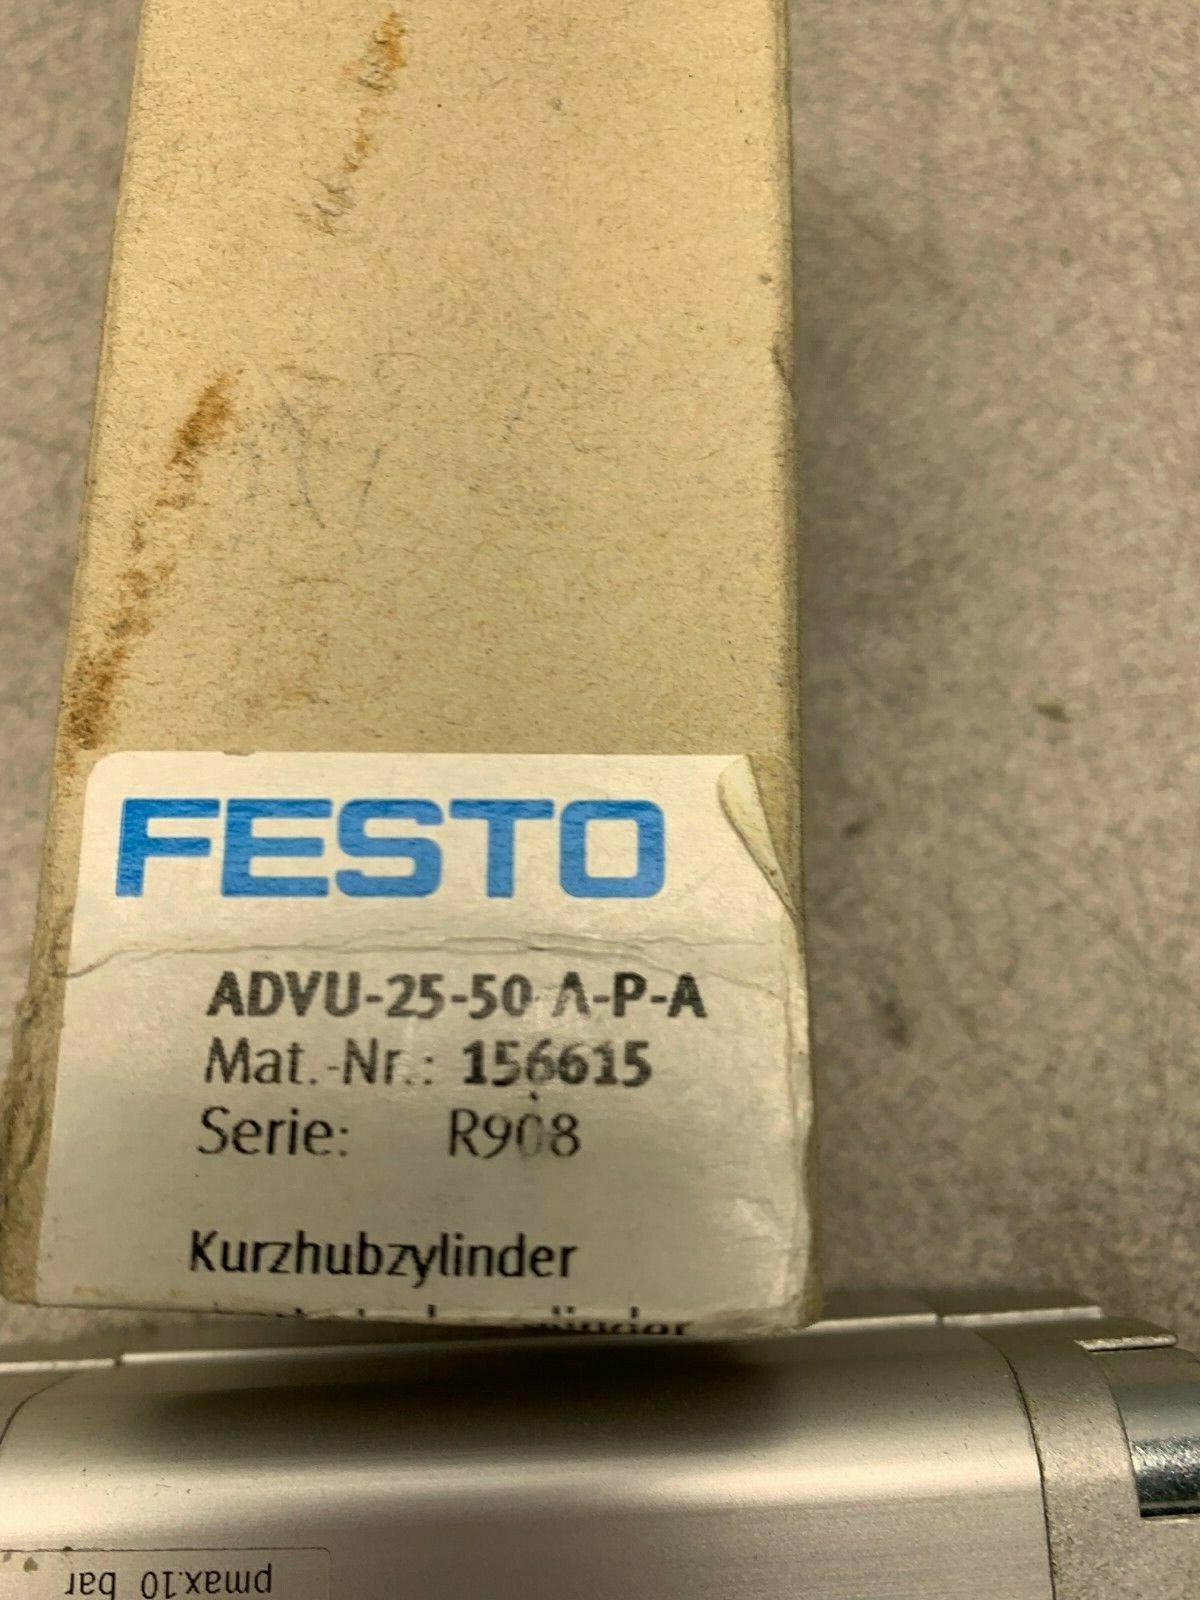 FESTO
ADVU-25-50 A-P-A
Mat.-Nr.: 156615
Serie: R908
Kurzhubzylinder
pmax.10 bar